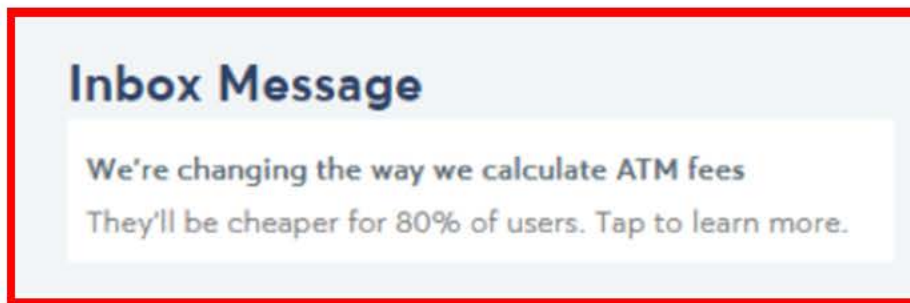 Inbox Message
We're changing the way we calculate ATM fees
They'll be cheaper for 80% of users. Tap to learn more.